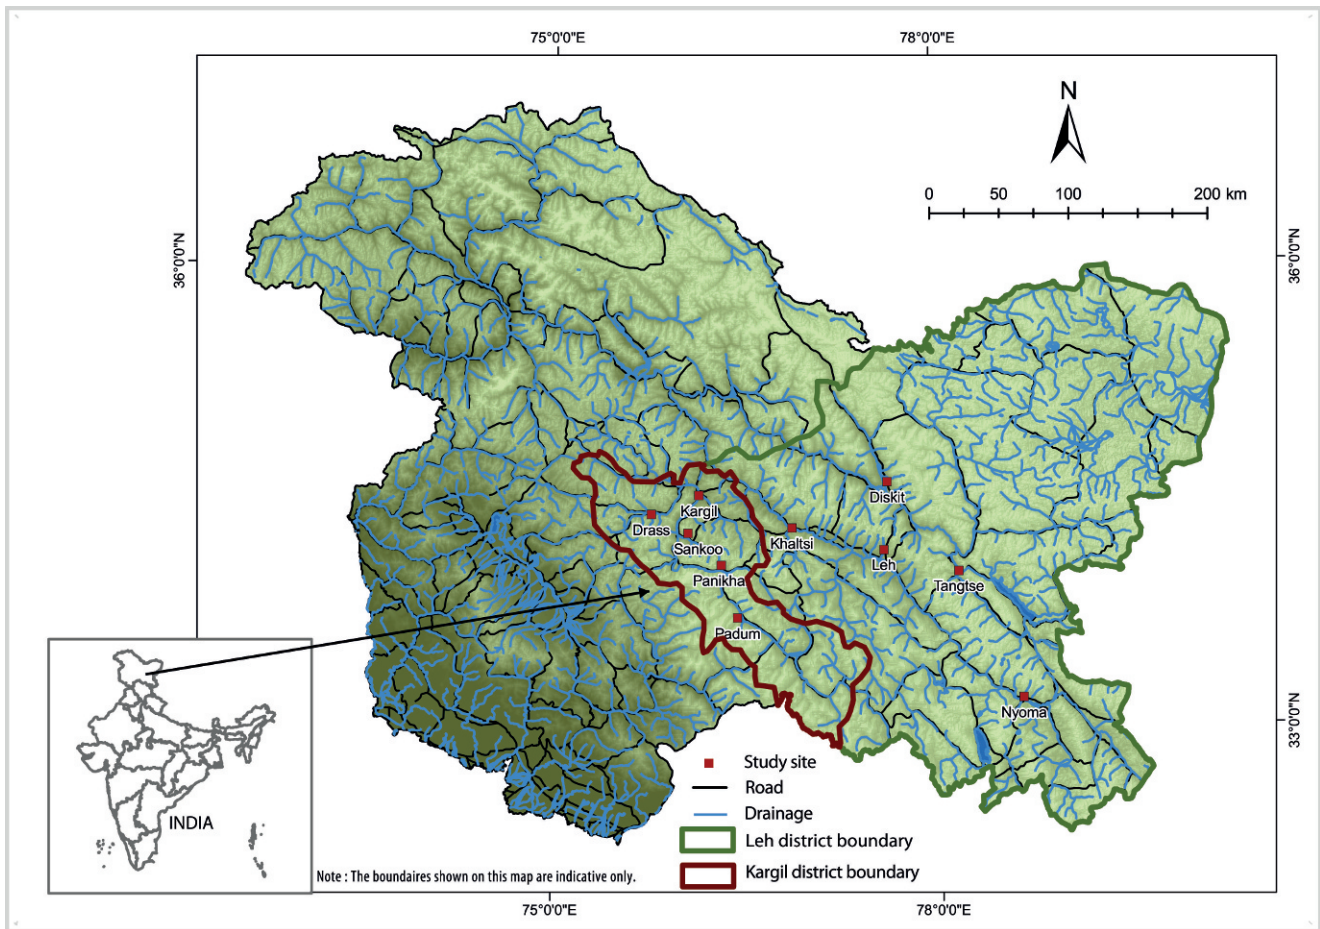 75°0'0"E
78°0'0"E
N
0 50 100 200 km
36°0'0"N
36°0'0"N
Diskit
Kargil
Drass
Sankoo
Khaltsi
Leh
Panikha
Tangtse
Padum
Nyoma
33°0'0"N
Study site
Road
Drainage
Leh district boundary
Kargil district boundary
INDIA
Note : The boundaires shown on this map are indicative only.
75°0'0"E
78°0'0"E